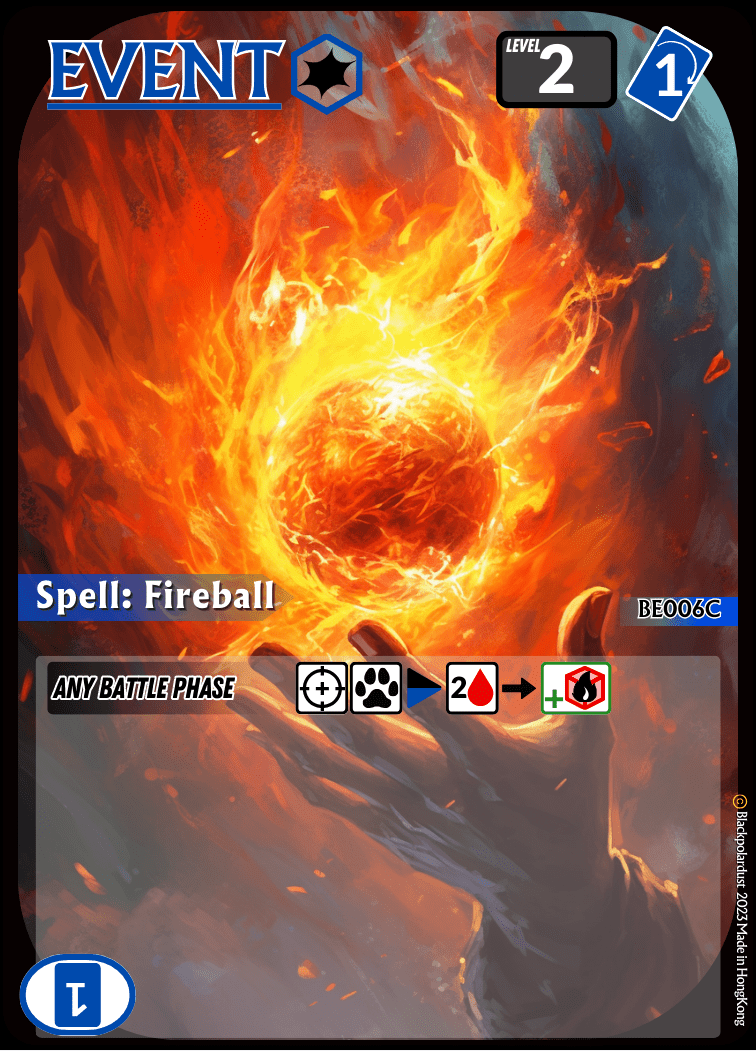 EVENT
LEVEL
2
1
Spell: Fireball
BE006C
ANY BATTLE PHASE
2
+
© Blackpolardust 2023 Made in HongKong
1